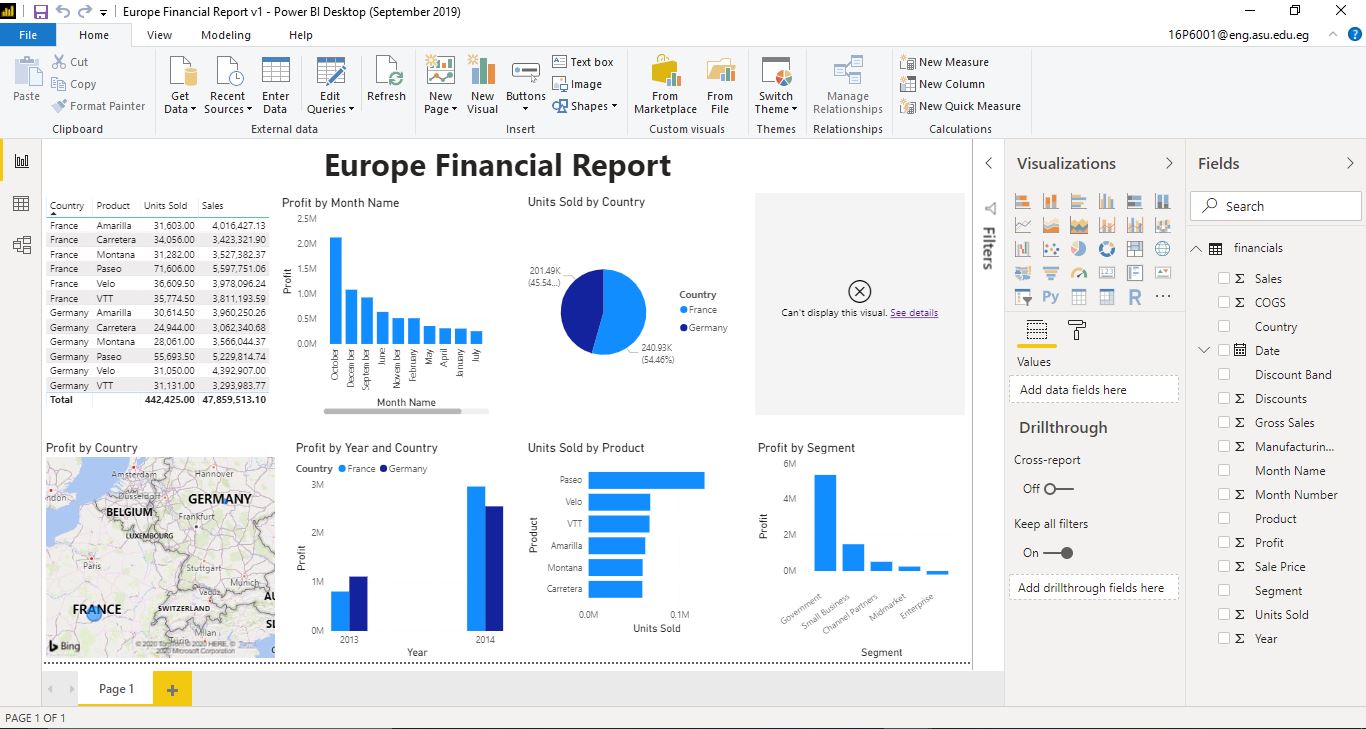 Europe Financial Report v1 - Power BI Desktop (September 2019)
File Home View Modeling Help 16P6001@eng.asu.edu.eg
Paste
Cut
Copy
Format Painter
Clipboard
Get Data
Recent Sources
Enter Data
Edit Queries
Refresh
External data
New Page
New Visual
Buttons
Text box
Image
Shapes
Insert
From Marketplace
From File
Custom visuals
Switch Theme
Themes
Manage Relationships
Relationships
New Measure
New Column
New Quick Measure
Calculations
Europe Financial Report
Country Product Units Sold Sales
France Amarilla 31,603.00 4,016,427.13
France Carretera 34,056.00 3,423,321.90
France Montana 31,282.00 3,527,382.37
France Paseo 71,606.00 5,597,751.06
France Velo 36,609.50 3,978,096.24
France VTT 35,774.50 3,811,193.59
Germany Amarilla 30,614.50 3,960,250.26
Germany Carretera 24,944.00 3,062,340.68
Germany Montana 28,061.00 3,566,044.37
Germany Paseo 55,693.50 5,229,814.74
Germany Velo 31,050.00 4,392,907.00
Germany VTT 31,131.00 3,293,983.77
Total 442,425.00 47,859,513.10
Profit by Month Name
2.5M
2.0M
1.5M
1.0M
0.5M
0.0M
Profit
October December September June November February May April January July
Month Name
Units Sold by Country
201.49K
(45.54...)
240.93K
(54.46%)
Country
France
Germany
Can't display this visual. See details
Profit by Country
Amsterdam
Hannover
Düsseldorf
GERMANY
BELGIUM
Frankfurt
LUXEMBOURG
Paris
Stuttgart
Munich
Vaduz
FRANCE
SWITZERLAND
Milan
Turin
Bing
© 2020 HERE, ©
2020 Microsoft Corporation
Profit by Year and Country
Country France Germany
3M
2M
1M
0M
Profit
2013 2014
Year
Units Sold by Product
Product
Paseo
Velo
VTT
Amarilla
Montana
Carretera
0.0M 0.1M
Units Sold
Profit by Segment
6M
4M
2M
0M
Profit
Government Small Business Channel Partners Midmarket Enterprise
Segment
Filters
Visualizations
Py
R
Values
Add data fields here
Drillthrough
Cross-report
Off
Keep all filters
On
Add drillthrough fields here
Fields
Search
financials
Sales
COGS
Country
Date
Discount Band
Discounts
Gross Sales
Manufacturin...
Month Name
Month Number
Product
Profit
Sale Price
Segment
Units Sold
Year
Page 1
PAGE 1 OF 1